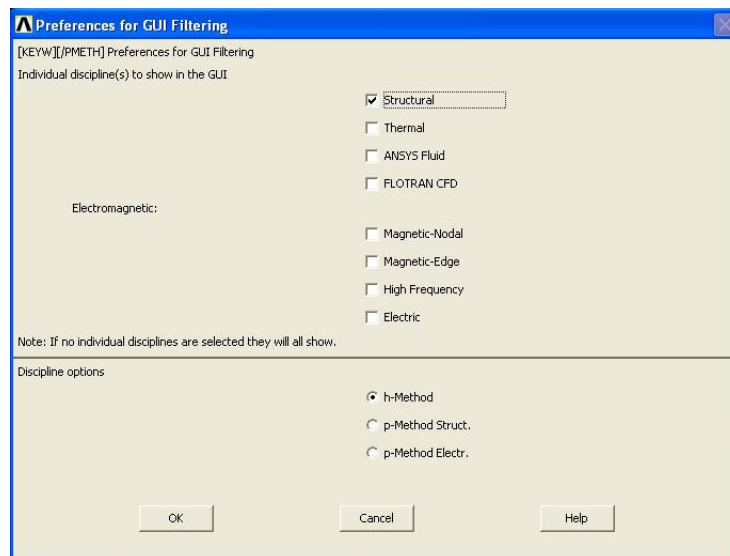 Preferences for GUI Filtering
[KEYW][/PMETH] Preferences for GUI Filtering
Individual discipline(s) to show in the GUI
Structural
Thermal
ANSYS Fluid
FLOTRAN CFD
Electromagnetic:
Magnetic-Nodal
Magnetic-Edge
High Frequency
Electric
Note: If no individual disciplines are selected they will all show.
Discipline options
h-Method
p-Method Struct.
p-Method Electr.
OK Cancel Help